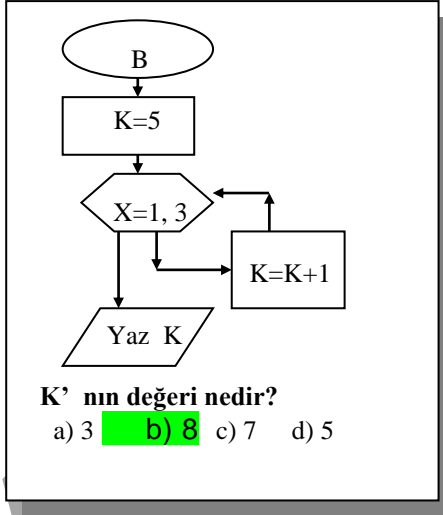 B
K=5
X=1, 3
K=K+1
Yaz K
K’ nın değeri nedir?
a) 3 b) 8 c) 7 d) 5